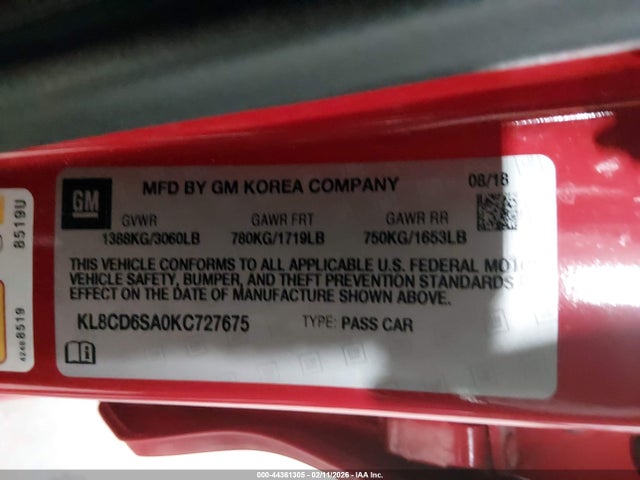 GM
MFD BY GM KOREA COMPANY 08/18
GVWR GAWR FRT GAWR RR
1388KG/3060LB 780KG/1719LB 750KG/1653LB
THIS VEHICLE CONFORMS TO ALL APPLICABLE U.S. FEDERAL MOTO
VEHICLE SAFETY, BUMPER, AND THEFT PREVENTION STANDARDS
EFFECT ON THE DATE OF MANUFACTURE SHOWN ABOVE.
KL8CD6SA0KC727675 TYPE: PASS CAR
8519U
42468519
000-44361305 - 02/11/2026 - IAA Inc.